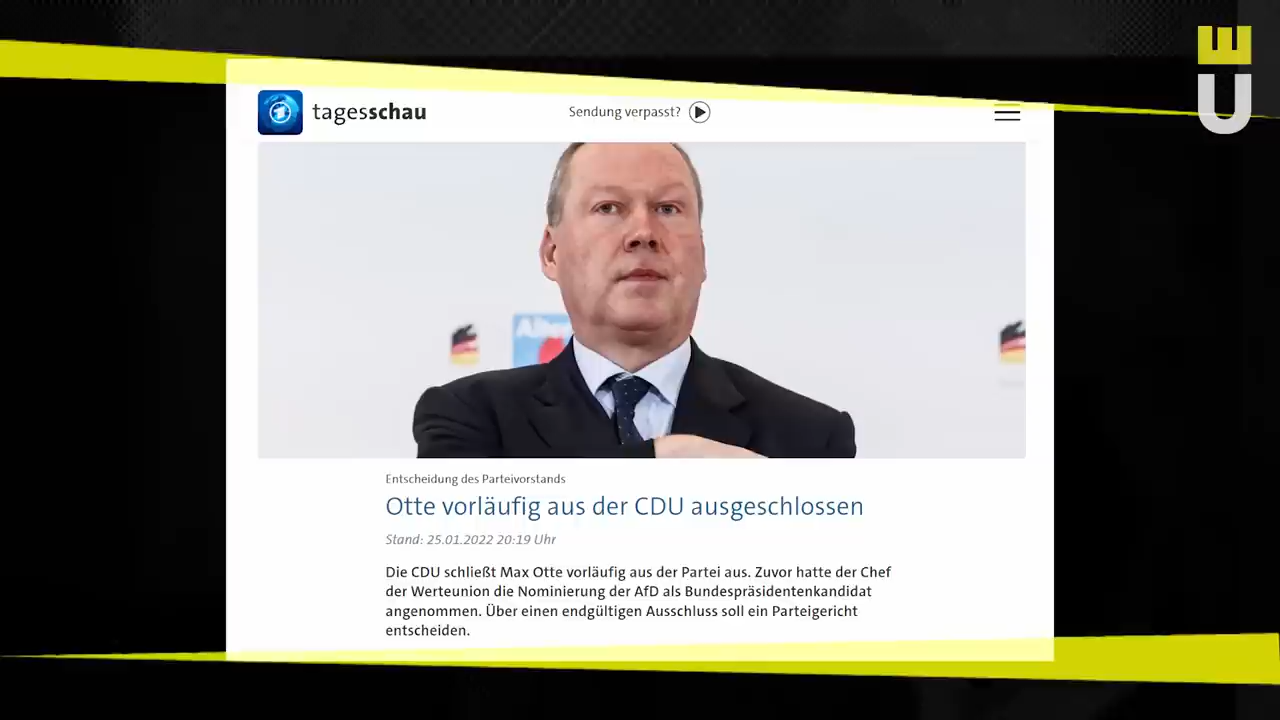 EU
tagesschau
Sendung verpasst?
Alter
Entscheidung des Parteivorstands
Otte vorläufig aus der CDU ausgeschlossen
Stand: 25.01.2022 20:19 Uhr
Die CDU schließt Max Otte vorläufig aus der Partei aus. Zuvor hatte der Chef
der Werteunion die Nominierung der AfD als Bundespräsidentenkandidat
angenommen. Über einen endgültigen Ausschluss soll ein Parteigericht
entscheiden.